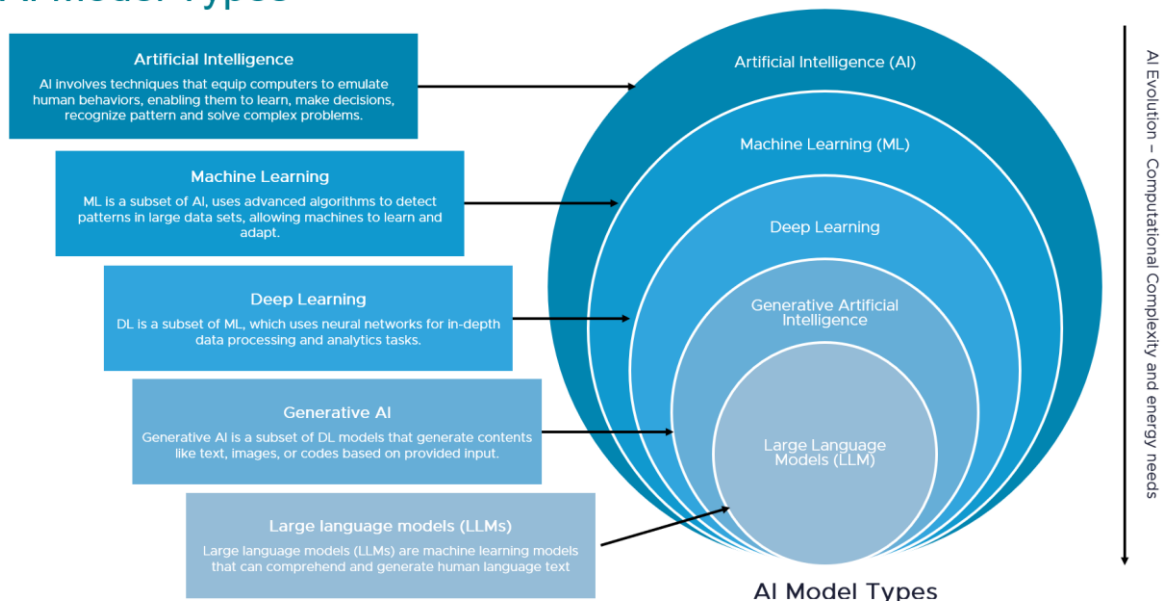 AI Model Types
Artificial Intelligence
AI involves techniques that equip computers to emulate
human behaviors, enabling them to learn, make decisions,
recognize pattern and solve complex problems.
Machine Learning
ML is a subset of AI, uses advanced algorithms to detect
patterns in large data sets, allowing machines to learn and
adapt.
Deep Learning
DL is a subset of ML, which uses neural networks for in-depth
data processing and analytics tasks.
Generative AI
Generative AI is a subset of DL models that generate contents
like text, images, or codes based on provided input.
Large language models (LLMs)
Large language models (LLMs) are machine learning models
that can comprehend and generate human language text
Artificial Intelligence (AI)
Machine Learning (ML)
Deep Learning
Generative Artificial
Intelligence
Large Language
Models (LLM)
AI Model Types
AI Evolution – Computational Complexity and energy needs